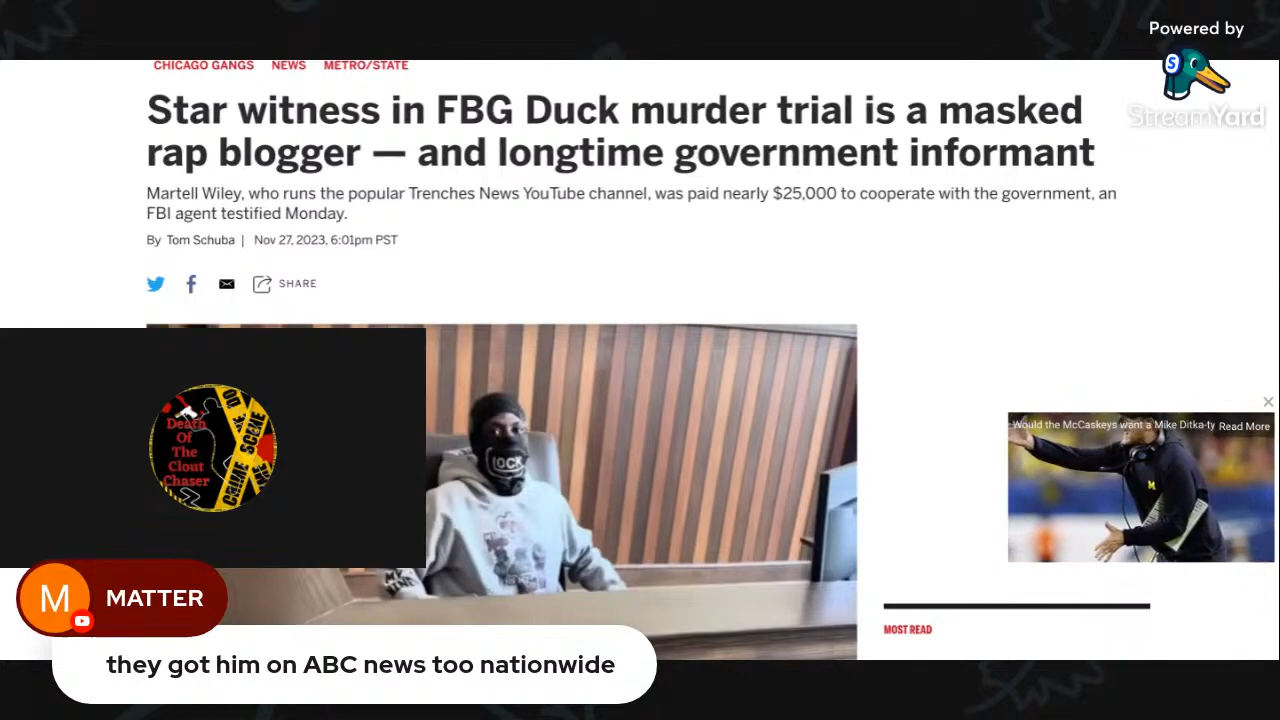 Powered by
StreamYard
CHICAGO GANGS NEWS METRO/STATE
Star witness in FBG Duck murder trial is a masked
rap blogger — and longtime government informant
Martell Wiley, who runs the popular Trenches News YouTube channel, was paid nearly $25,000 to cooperate with the government, an
FBI agent testified Monday.
By Tom Schuba | Nov 27, 2023, 6:01pm PST
SHARE
Death
Of
The
Clout
Chaser
SCENE
Would the McCaskeys want a Mike Ditka-ty Read More
MOST READ
M
MATTER
they got him on ABC news too nationwide